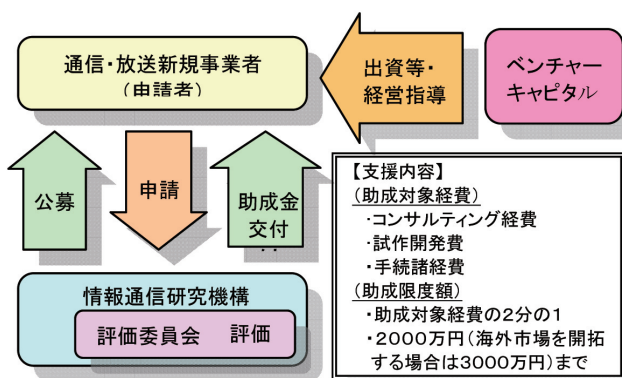 通信・放送新規事業者
(申請者)
出資等・
経営指導
ベンチャー
キャピタル
公募
申請
助成金
交付
情報通信研究機構
評価委員会 評価
【支援内容】
(助成対象経費)
・コンサルティング経費
・試作開発費
・手続諸経費
(助成限度額)
・助成対象経費の2分の1
・2000万円(海外市場を開拓
する場合は3000万円)まで